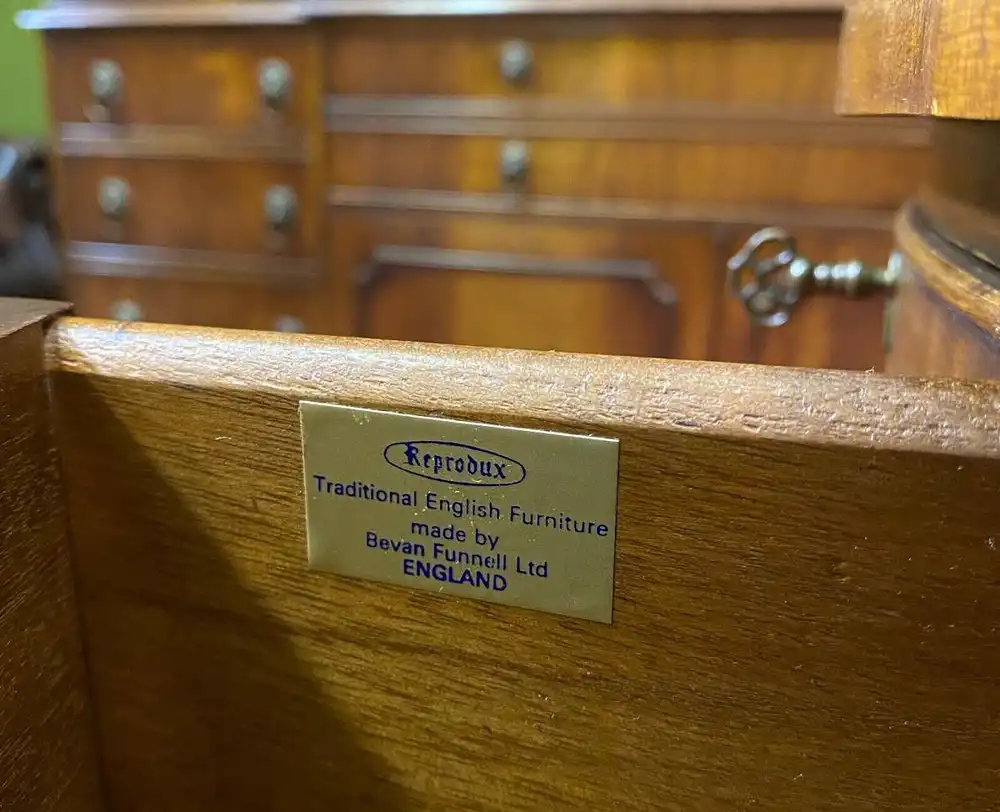 Reprodux
Traditional English Furniture
made by
Bevan Funnell Ltd
ENGLAND